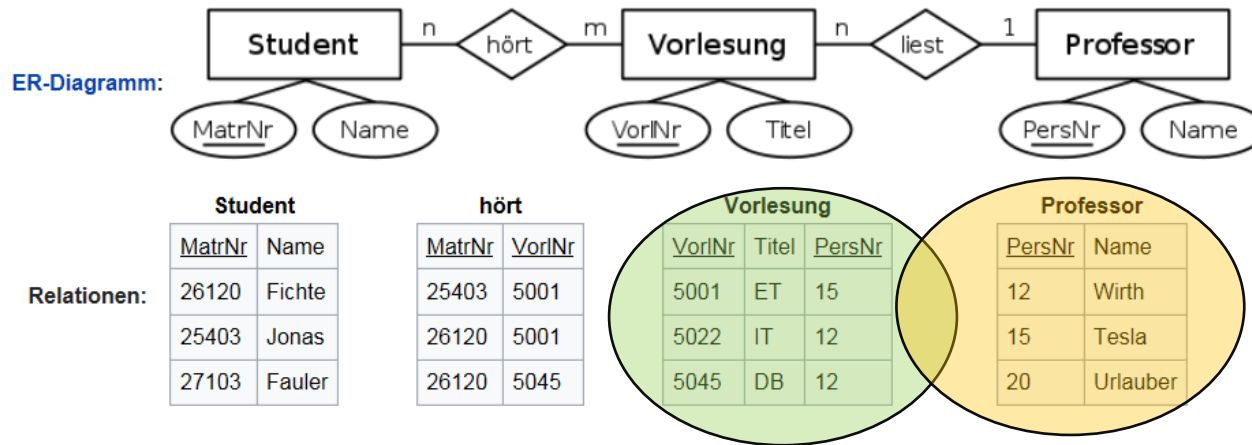 Student n hört m Vorlesung n liest 1 Professor
ER-Diagramm:
MatrNr Name VorlNr Titel PersNr Name
Student hört Vorlesung Professor
Relationen:
MatrNr Name MatrNr VorlNr VorlNr Titel PersNr PersNr Name
26120 Fichte 25403 5001 5001 ET 15 12 Wirth
25403 Jonas 26120 5001 5022 IT 12 15 Tesla
27103 Fauler 26120 5045 5045 DB 12 20 Urlauber